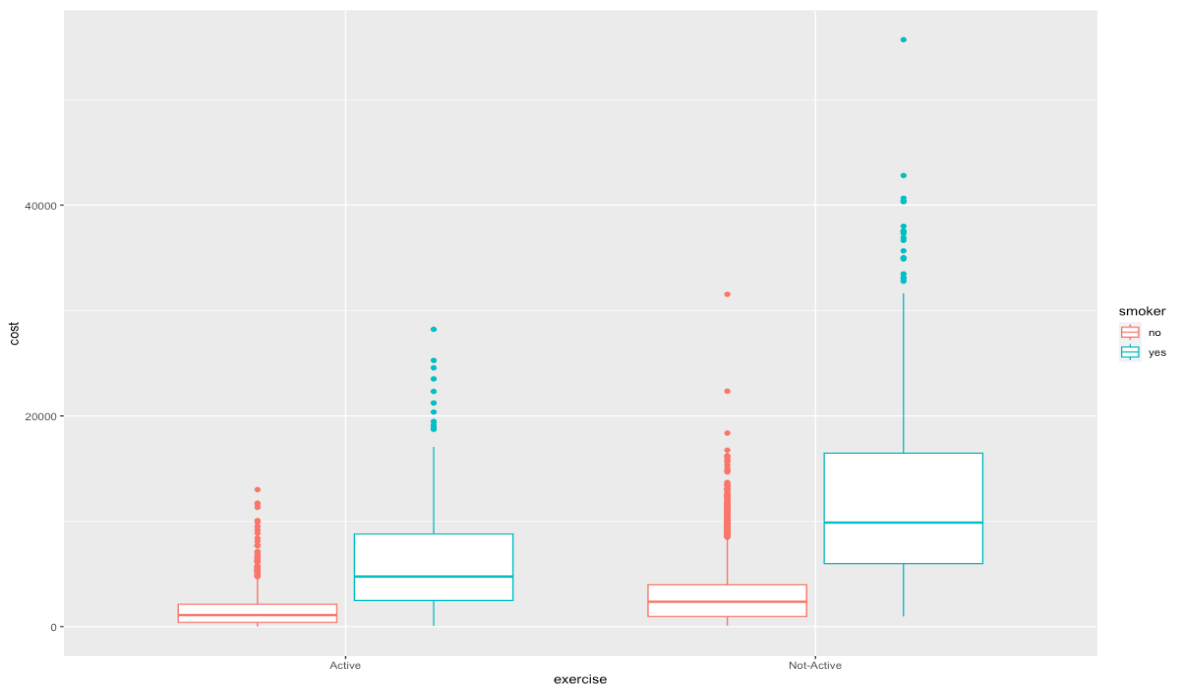 cost
40000
20000
0
Active
Not-Active
exercise
smoker
no
yes